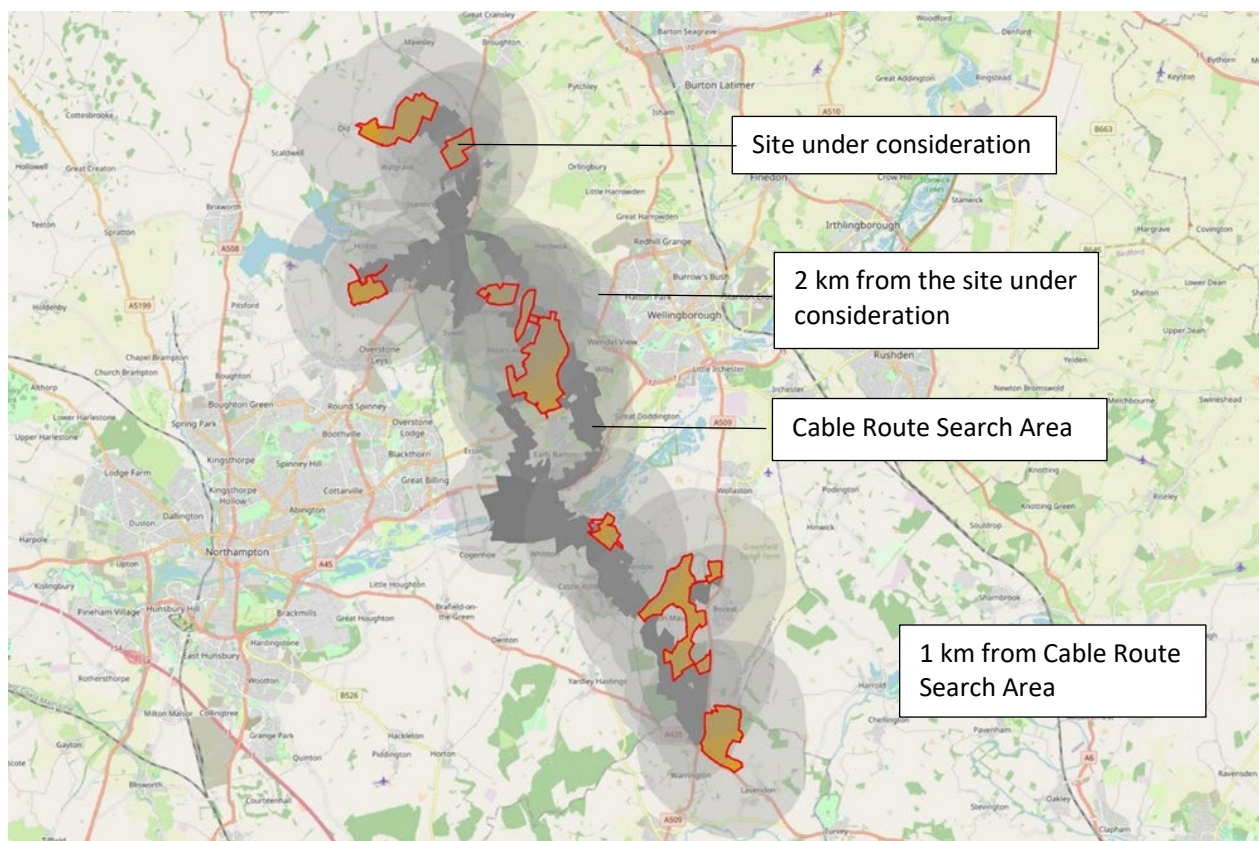 Great Cransley
Mawsley
Broughton
Barton Seagrave
Woodford
Denford
Bythorn
Pytchley
Burton Latimer
Great Addington
Ringstead
Keyston
Cottesbrooke
Old
Isham
A510
B663
Scaldwell
Site under consideration
Hollowell
Great Creaton
Walgrave
Orlingbury
Finedon
Crow Hill
Little Harrowden
Stanwick
Brixworth
Hargrave
Covington
Teeton
Great Harrowden
Irthlingborough
Spratton
A508
Redhill Grange
B645
Holcot
Hardwick
2 km from the site under
consideration
Burrow's Bush
Lower Dean
Holdenby
A5199
Pitsford
Hatton Park
Shelton
Wellingborough
Upper Dean
Overstone
Leys
Wendel View
Chapel Brampton
Rushden
Yelden
Church Brampton
Boughton
Wilby
Little Irchester
Althorp
Irchester
Newton Bromswold
Boughton Green
Round Spinney
Melchbourne
Swineshead
Lower Harlestone
Overstone
Lodge
Great Doddington
Spring Park
Boothville
A509
Cable Route Search Area
Upper Harlestone
Kingsthorpe
Blackthorn
Spinney Hill
Earls Barton
Lodge Farm
Great Billing
Knotting
Kingsthorpe
Hollow
Cottarville
Wollaston
Podington
Knotting Green
Riseley
Dallington
Abington
Duston
Souldrop
Hinwick
Harpole
Northampton
Cogenhoe
Upton
A45
Little Houghton
Kislingbury
Castle Ashby
Brafield-on-
the-Green
Sharnbrook
Pineham Village
Hunsbury Hill
Brackmills
Great Houghton
Bozeat
Hardingstone
Denton
East Hunsbury
1 km from Cable Route
Search Area
Rothersthorpe
Wootton
Yardley Hastings
Harrold
B526
Milton Malsor
Collingtree
Chellington
Hackleton
Grange Park
Pavenham
Gayton
Piddington
Horton
A428
A6
Quinton
Ravensden
Warrington
Blisworth
Lavendon
Stevington
Oakley
Courteenhall
A509
Turvey
Clapham